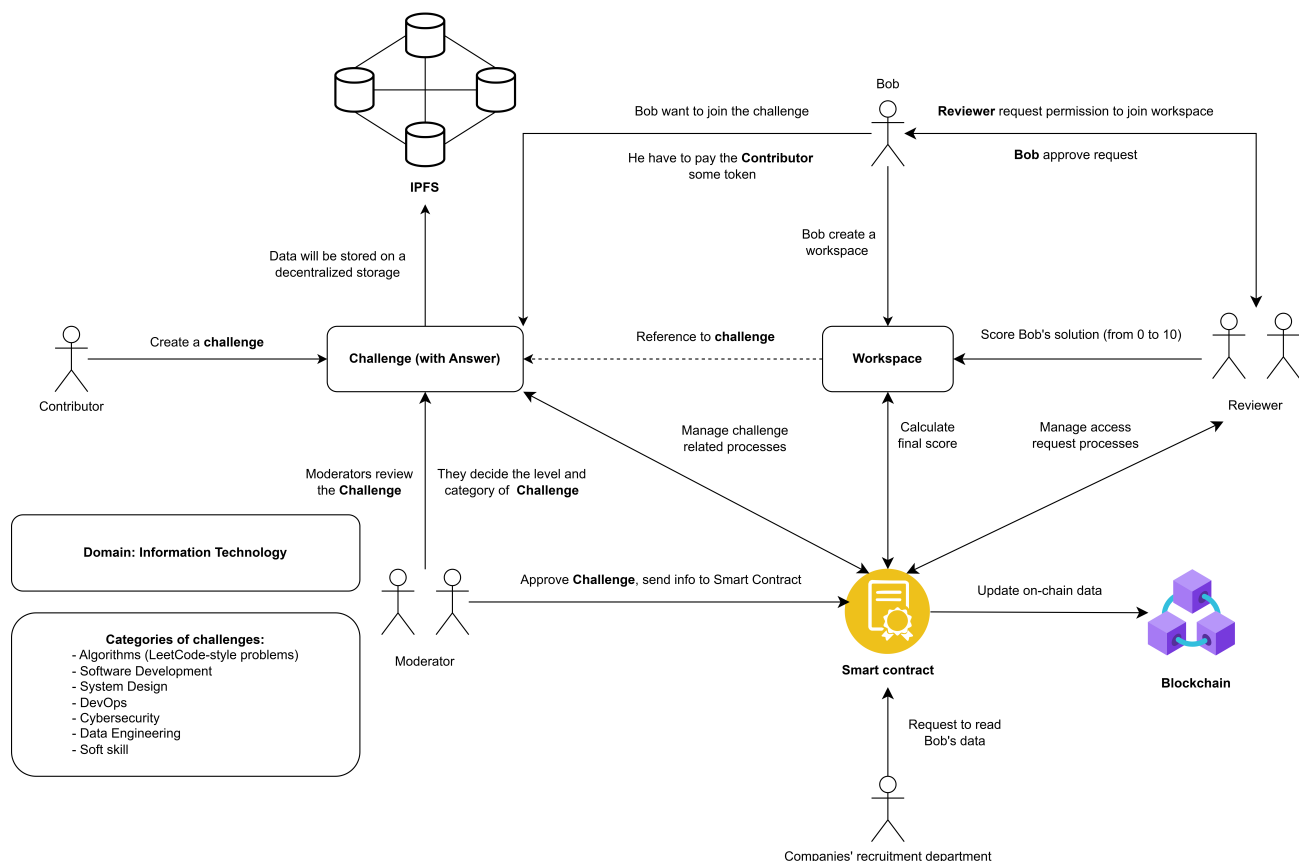 IPFS
Bob
Bob want to join the challenge
He have to pay the Contributor
some token
Reviewer request permission to join workspace
Bob approve request
Data will be stored on a
decentralized storage
Bob create a
workspace
Create a challenge
Contributor
Challenge (with Answer)
Reference to challenge
Workspace
Score Bob's solution (from 0 to 10)
Reviewer
Manage challenge
related processes
Calculate
final score
Manage access
request processes
Moderators review
the Challenge
They decide the level and
category of Challenge
Domain: Information Technology
Categories of challenges:
- Algorithms (LeetCode-style problems)
- Software Development
- System Design
- DevOps
- Cybersecurity
- Data Engineering
- Soft skill
Moderator
Approve Challenge, send info to Smart Contract
Smart contract
Update on-chain data
Blockchain
Request to read
Bob's data
Companies' recruitment department